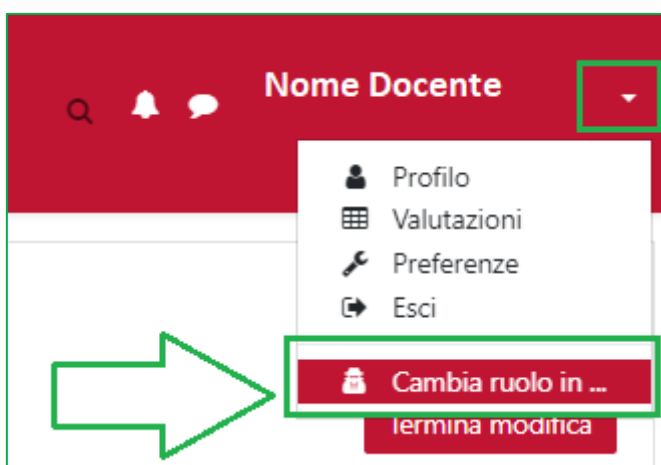 Nome Docente
Profilo
Valutazioni
Preferenze
Esci
Cambia ruolo in ...
Termina modifica